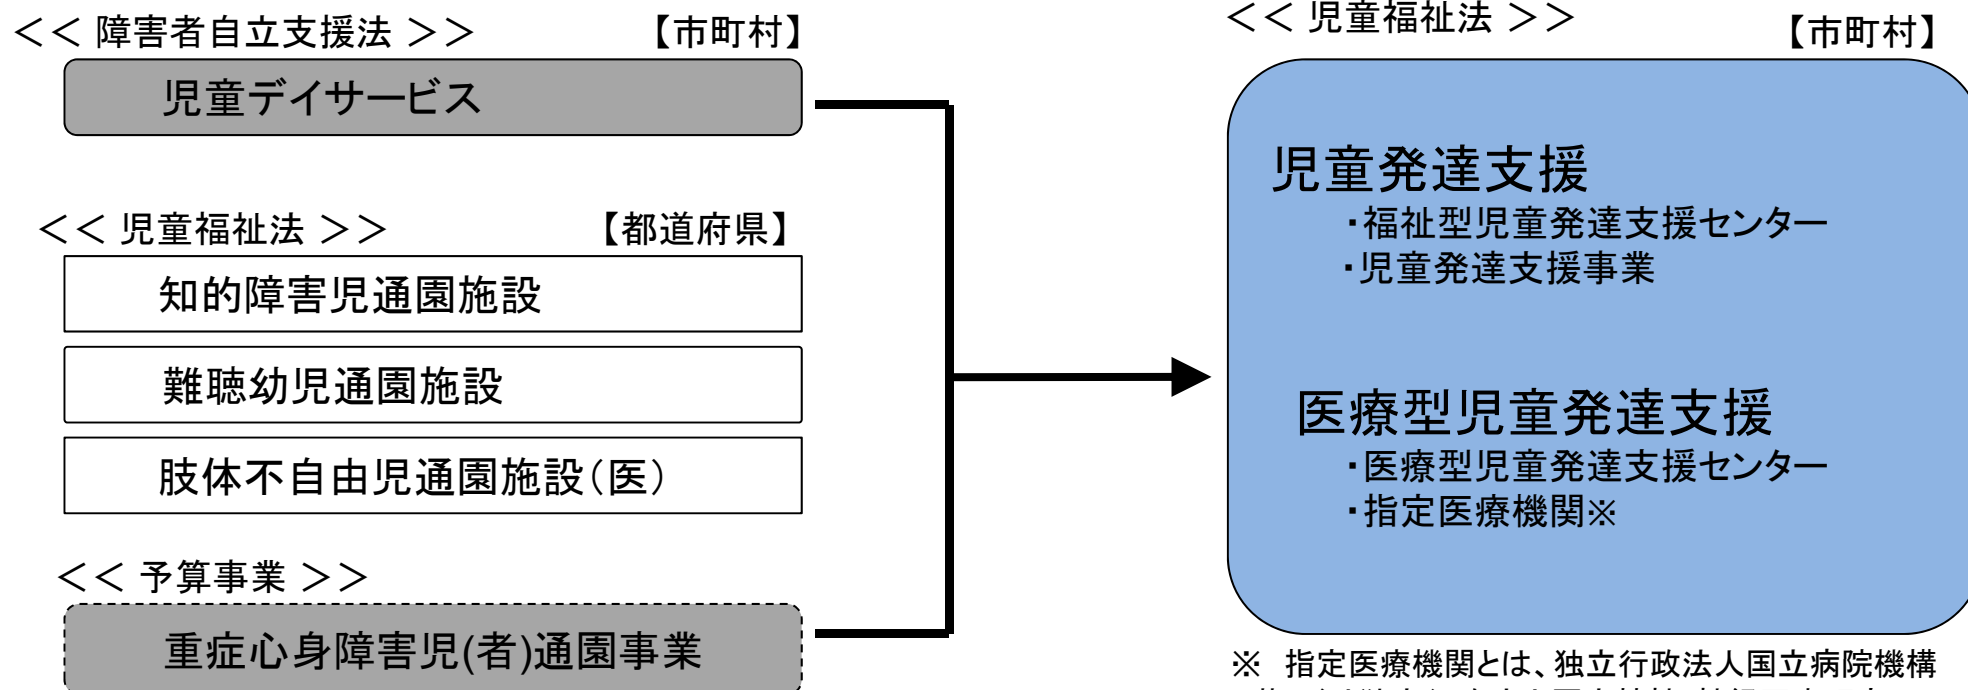 ＜＜ 障害者自立支援法 ＞＞ 【市町村】
児童デイサービス
＜＜ 児童福祉法 ＞＞ 【都道府県】
知的障害児通園施設
難聴幼児通園施設
肢体不自由児通園施設（医）
＜＜ 予算事業 ＞＞
重症心身障害児(者)通園事業
＜＜ 児童福祉法 ＞＞ 【市町村】
児童発達支援
・福祉型児童発達支援センター
・児童発達支援事業
医療型児童発達支援
・医療型児童発達支援センター
・指定医療機関※
※ 指定医療機関とは、独立行政法人国立病院機構